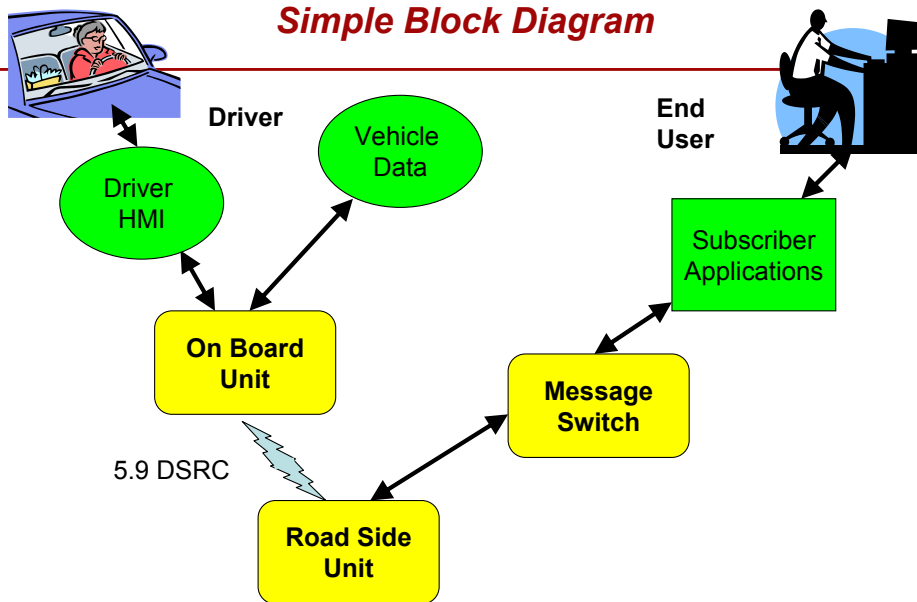 Simple Block Diagram
Driver
End
User
Vehicle
Data
Driver
HMI
Subscriber
Applications
On Board
Unit
Message
Switch
5.9 DSRC
Road Side
Unit